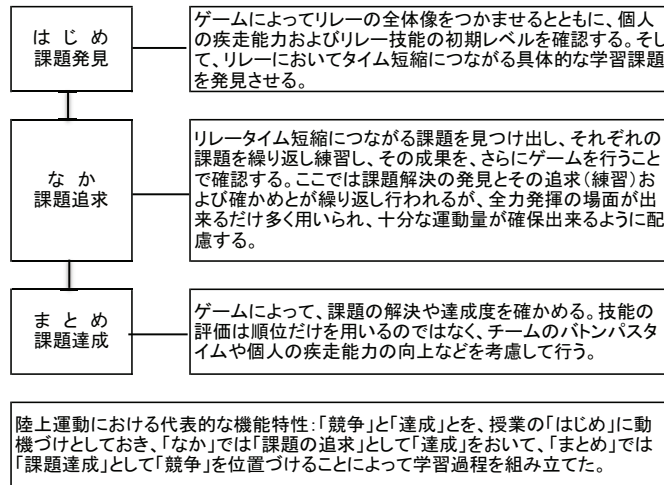 は じ め
課題発見
ゲームによってリレーの全体像をつかませるとともに、個人
の疾走能力およびリレー技能の初期レベルを確認する。そし
て、リレーにおいてタイム短縮につながる具体的な学習課題
を発見させる。
な か
課題追求
リレータイム短縮につながる課題を見つけ出し、それぞれの
課題を繰り返し練習し、その成果を、さらにゲームを行うこと
で確認する。ここでは課題解決の発見とその追求(練習)お
よび確かめとが繰り返し行われるが、全力発揮の場面が出
来るだけ多く用いられ、十分な運動量が確保出来るように配
慮する。
ま と め
課題達成
ゲームによって、課題の解決や達成度を確かめる。技能の
評価は順位だけを用いるのではなく、チームのバトンパスタ
イムや個人の疾走能力の向上などを考慮して行う。
陸上運動における代表的な機能特性:「競争」と「達成」とを、授業の「はじめ」に動
機づけとしておき、「なか」では「課題の追求」として「達成」をおいて、「まとめ」では
「課題達成」として「競争」を位置づけることによって学習過程を組み立てた。